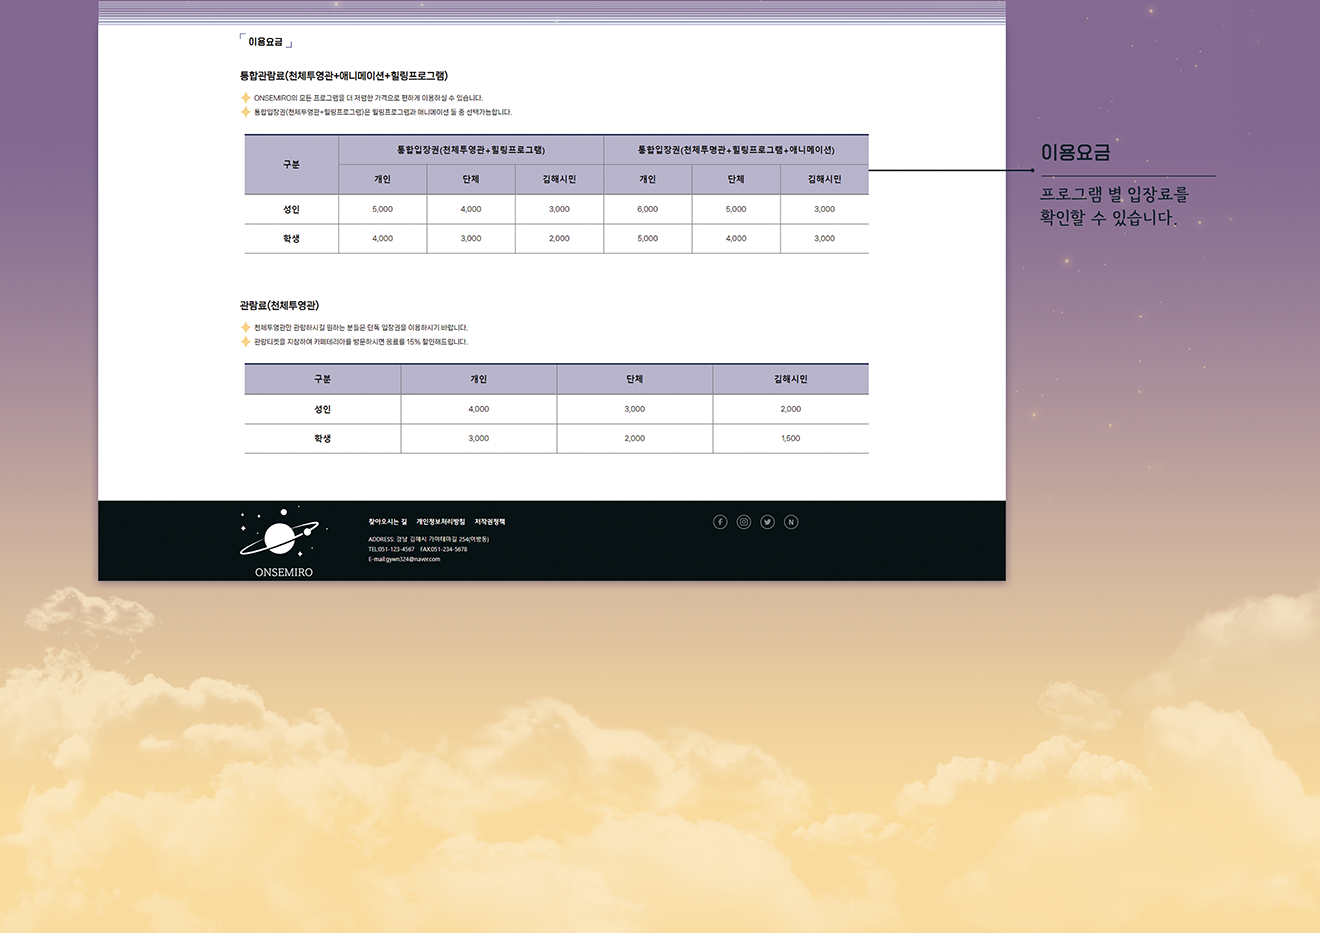 이용요금
통합관람료(천체투영관+애니메이션+힐링프로그램)
ONSEMIRO의 모든 프로그램을 더 저렴한 가격으로 편하게 이용하실 수 있습니다.
통합입장권(천체투영관+힐링프로그램)은 힐링프로그램과 애니메이션 둘 중 선택가능합니다.
구분 통합입장권(천체투영관+힐링프로그램) 통합입장권(천체투명관+힐링프로그램+애니메이션)
개인 단체 김해시민 개인 단체 김해시민
성인 5,000 4,000 3,000 6,000 5,000 3,000
학생 4,000 3,000 2,000 5,000 4,000 3,000
이용요금
프로그램 별 입장료를
확인할 수 있습니다.
관람료(천체투영관)
천체투영관만 관람하시길 원하는 분들은 단독 입장권을 이용하시기 바랍니다.
관람티켓을 지참하여 카페테리아를 방문하시면 음료를 15% 할인해드립니다.
구분 개인 단체 김해시민
성인 4,000 3,000 2,000
학생 3,000 2,000 1,500
찾아오시는 길 개인정보처리방침 저작권정책
ADDRESS: 경남 김해시 가야테마길 254(어방동)
TEL:051-123-4567 FAX:051-234-5678
E-mail:gywn324@naver.com
ONSEMIRO